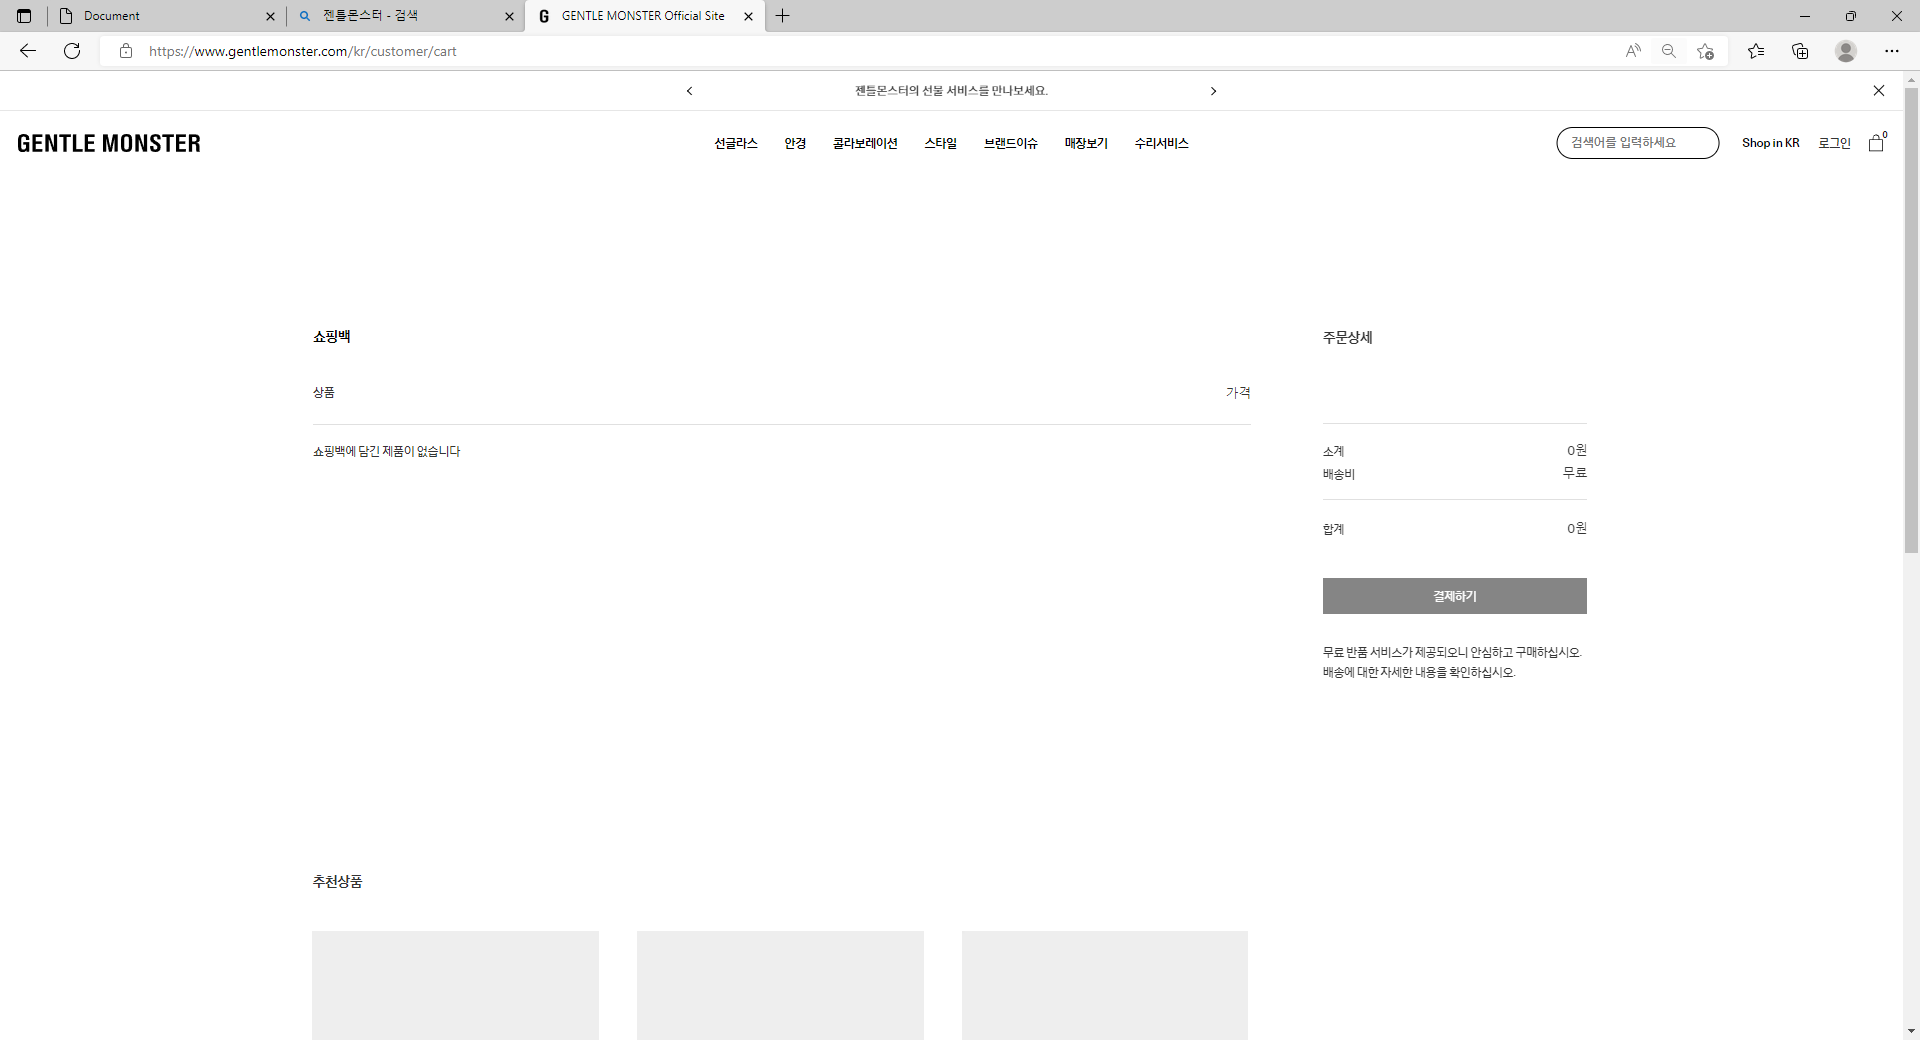 Document
젠틀몬스터 - 검색
GENTLE MONSTER Official Site
https://www.gentlemonster.com/kr/customer/cart
젠틀몬스터의 선물 서비스를 만나보세요.
GENTLE MONSTER
선글라스 안경 콜라보레이션 스타일 브랜드이슈 매장보기 수리서비스
검색어를 입력하세요
Shop in KR
로그인
0
쇼핑백
상품 가격
쇼핑백에 담긴 제품이 없습니다
주문상세
소계 0원
배송비 무료
합계 0원
결제하기
무료 반품 서비스가 제공되오니 안심하고 구매하십시오.
배송에 대한 자세한 내용을 확인하십시오.
추천상품